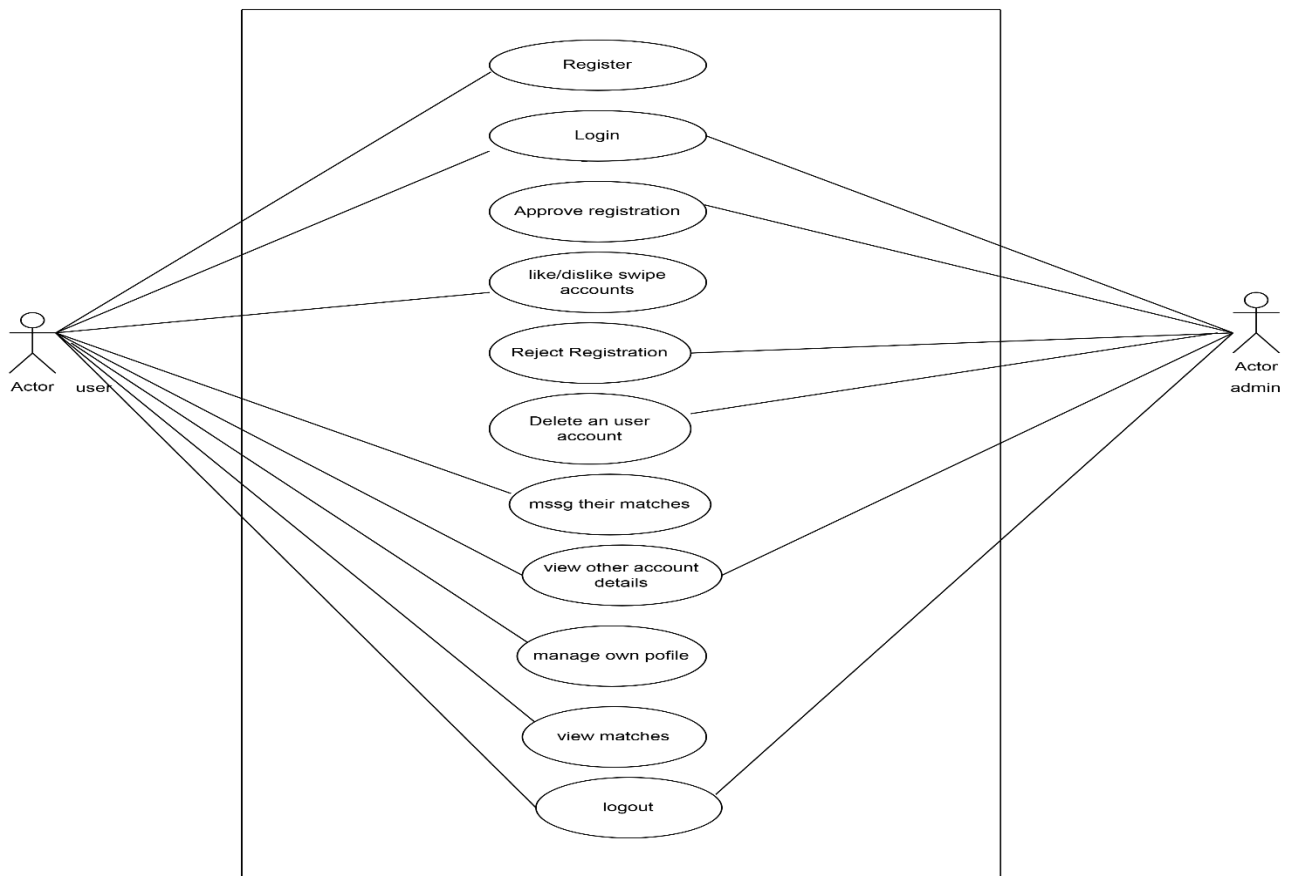 Register
Login
Approve registration
like/dislike swipe
accounts
Reject Registration
Delete an user
account
mssg their matches
view other account
details
manage own pofile
view matches
logout
Actor
user
Actor
admin